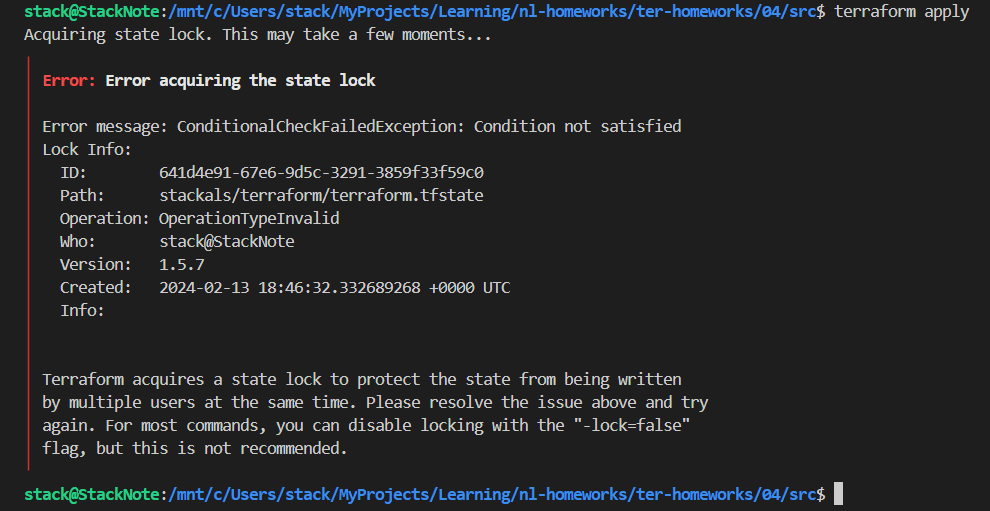 stack@StackNote:/mnt/c/Users/stack/MyProjects/Learning/nl-homeworks/ter-homeworks/04/src$ terraform apply
Acquiring state lock. This may take a few moments...
Error: Error acquiring the state lock
Error message: ConditionalCheckFailedException: Condition not satisfied
Lock Info:
ID: 641d4e91-67e6-9d5c-3291-3859f33f59c0
Path: stackals/terraform/terraform.tfstate
Operation: OperationTypeInvalid
Who: stack@StackNote
Version: 1.5.7
Created: 2024-02-13 18:46:32.332689268 +0000 UTC
Info:
Terraform acquires a state lock to protect the state from being written
by multiple users at the same time. Please resolve the issue above and try
again. For most commands, you can disable locking with the "-lock=false"
flag, but this is not recommended.
stack@StackNote:/mnt/c/Users/stack/MyProjects/Learning/nl-homeworks/ter-homeworks/04/src$